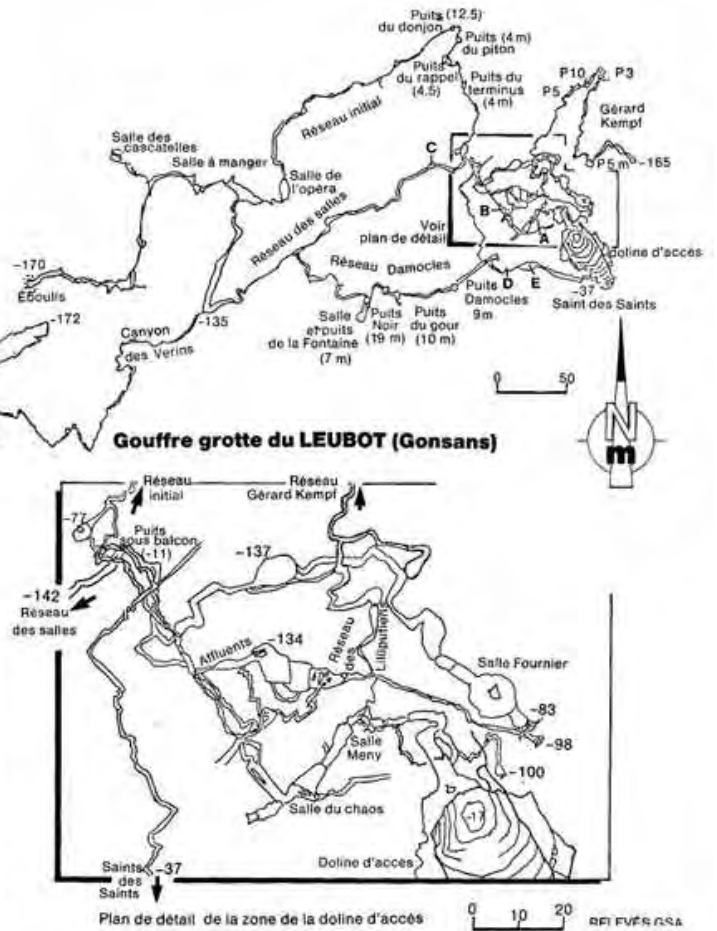 Puits (12.5)
du donjon
Puits (4 m)
du piton
Puits
du rappel
(4.5)
Puits du
terminus
(4 m)
P10
P3
P5
Gérard
Kempf
P5 m
-165
Réseau initial
Salle des
cascatelles
Salle à manger
Salle de
l'opéra
C
B
A
Voir
plan de détail
Réseau des salles
Réseau Damocles
doline d'accès
-37
Saint des Saints
D
E
Puits
Damocles
9 m
-170
Eboulis
-172
Canyon
des Verins
-135
Salle
et puits
de la Fontaine
(7 m)
Puits
Noir
(19 m)
Puits
du gour
(10 m)
0 50
N
m
Gouffre grotte du LEUBOT (Gonsans)
Réseau
initial
Réseau
Gérard Kempf
-77
Puits
sous balcon
(-11)
-137
-142
Réseau
des salles
Affluents
-134
Réseau
des
Lilliputiens
Salle Fournier
-83
-98
-100
Salle
Meny
Salle du chaos
-17
Doline d'accès
Saints
des
Saints
-37
Plan de détail de la zone de la doline d'accès
0 10 20
RELEVÉS GSA